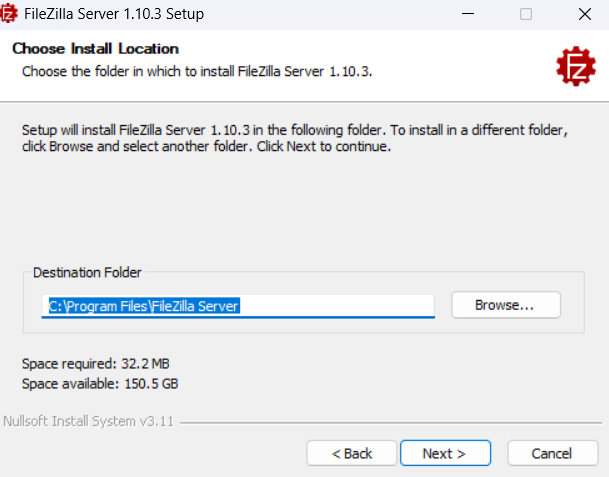 FileZilla Server 1.10.3 Setup
Choose Install Location
Choose the folder in which to install FileZilla Server 1.10.3.
Fz
Setup will install FileZilla Server 1.10.3 in the following folder. To install in a different folder,
click Browse and select another folder. Click Next to continue.
Destination Folder
C:\Program Files\FileZilla Server
Browse...
Space required: 32.2 MB
Space available: 150.5 GB
Nullsoft Install System v3.11
< Back
Next >
Cancel